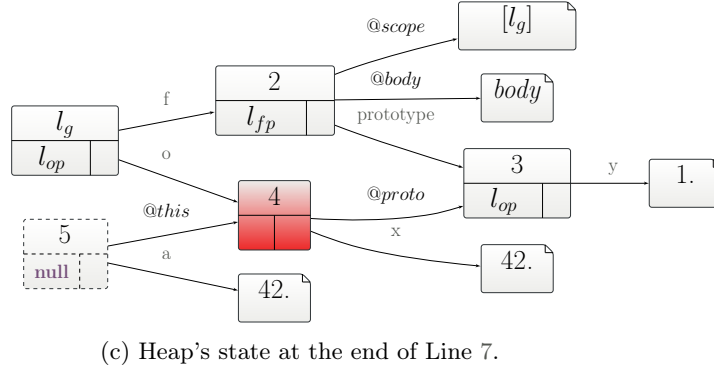 @scope
[l_g]
2
@body
body
f
l_fp
l_g
prototype
l_op
o
3
y
1.
4
@proto
l_op
@this
5
x
a
null
42.
42.
(c) Heap's state at the end of Line 7.